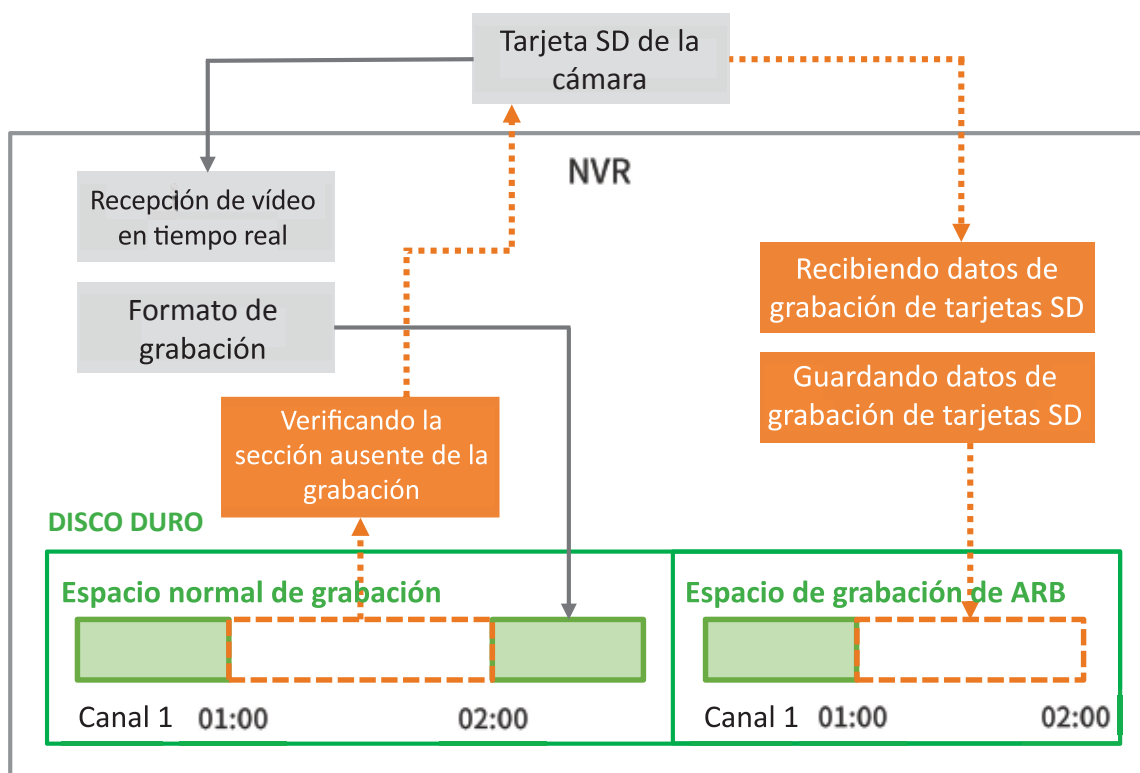 Tarjeta SD de la
cámara
NVR
Recepción de vídeo
en tiempo real
Formato de
grabación
Recibiendo datos de
grabación de tarjetas SD
Guardando datos de
grabación de tarjetas SD
Verificando la
sección ausente de la
grabación
DISCO DURO
Espacio normal de grabación
Canal 1 01:00 02:00
Espacio de grabación de ARB
Canal 1 01:00 02:00